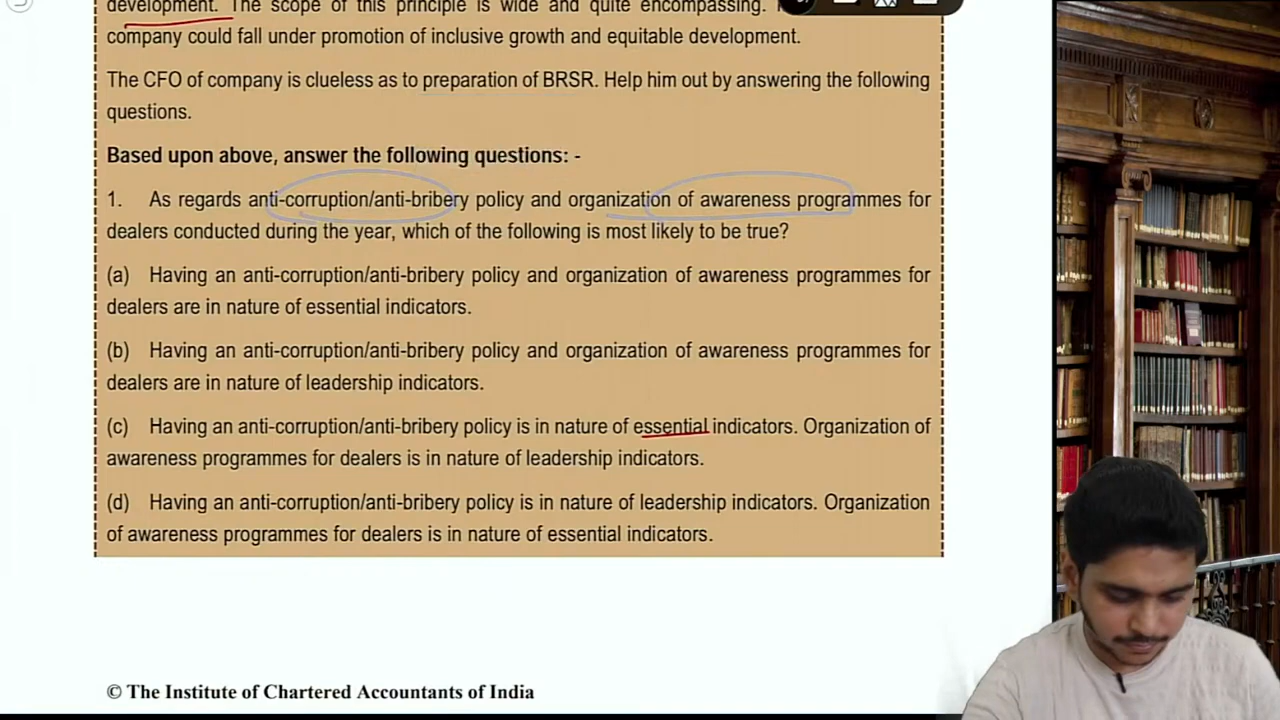 development. The scope of this principle is wide and quite encompassing.
company could fall under promotion of inclusive growth and equitable development.
The CFO of company is clueless as to preparation of BRSR. Help him out by answering the following
questions.
Based upon above, answer the following questions: -
1. As regards anti-corruption/anti-bribery policy and organization of awareness programmes for
dealers conducted during the year, which of the following is most likely to be true?
(a) Having an anti-corruption/anti-bribery policy and organization of awareness programmes for
dealers are in nature of essential indicators.
(b) Having an anti-corruption/anti-bribery policy and organization of awareness programmes for
dealers are in nature of leadership indicators.
(c) Having an anti-corruption/anti-bribery policy is in nature of essential indicators. Organization of
awareness programmes for dealers is in nature of leadership indicators.
(d) Having an anti-corruption/anti-bribery policy is in nature of leadership indicators. Organization
of awareness programmes for dealers is in nature of essential indicators.
© The Institute of Chartered Accountants of India